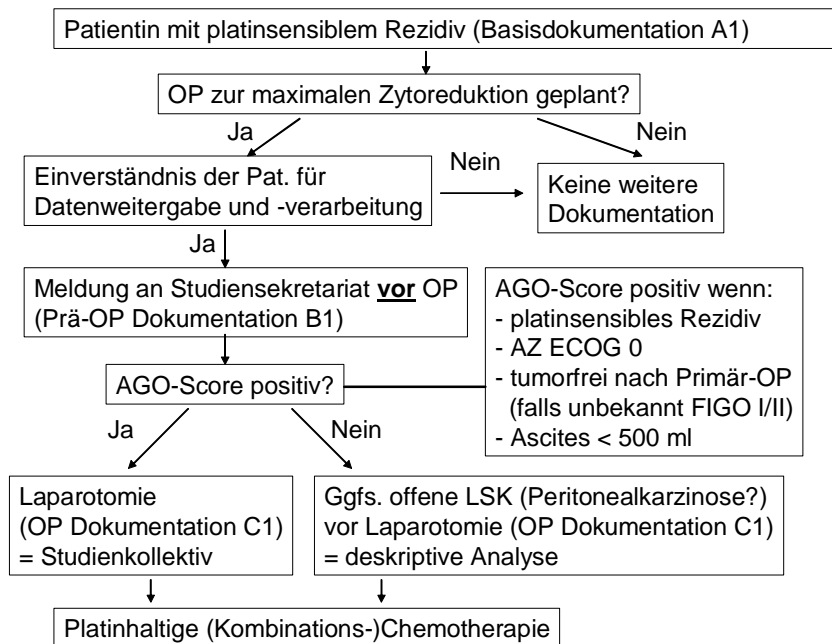 Patientin mit platinsensiblem Rezidiv (Basisdokumentation A1)
OP zur maximalen Zytoreduktion geplant?
Ja
Nein
Einverständnis der Pat. für
Datenweitergabe und -verarbeitung
Nein
Keine weitere
Dokumentation
Ja
Meldung an Studiensekretariat vor OP
(Prä-OP Dokumentation B1)
AGO-Score positiv wenn:
- platinsensibles Rezidiv
- AZ ECOG 0
- tumorfrei nach Primär-OP
(falls unbekannt FIGO I/II)
- Ascites < 500 ml
AGO-Score positiv?
Ja
Nein
Laparotomie
(OP Dokumentation C1)
= Studienkollektiv
Ggfs. offene LSK (Peritonealkarzinose?)
vor Laparotomie (OP Dokumentation C1)
= deskriptive Analyse
Platinhaltige (Kombinations-)Chemotherapie